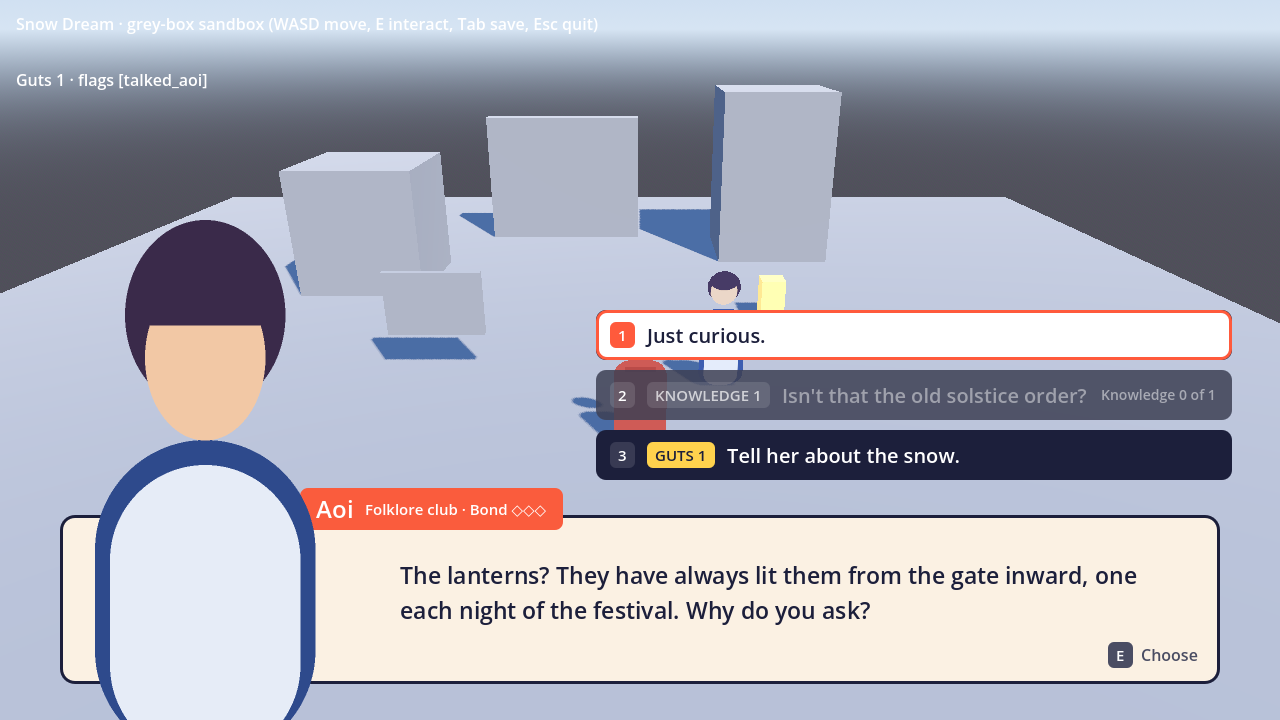 Snow Dream · grey-box sandbox (WASD move, E interact, Tab save, Esc quit)
Guts 1 · flags [talked_aoi]
1 Just curious.
2 KNOWLEDGE 1 Isn't that the old solstice order? Knowledge 0 of 1
3 GUTS 1 Tell her about the snow.
Aoi Folklore club · Bond ◇◇◇
The lanterns? They have always lit them from the gate inward, one
each night of the festival. Why do you ask?
E Choose